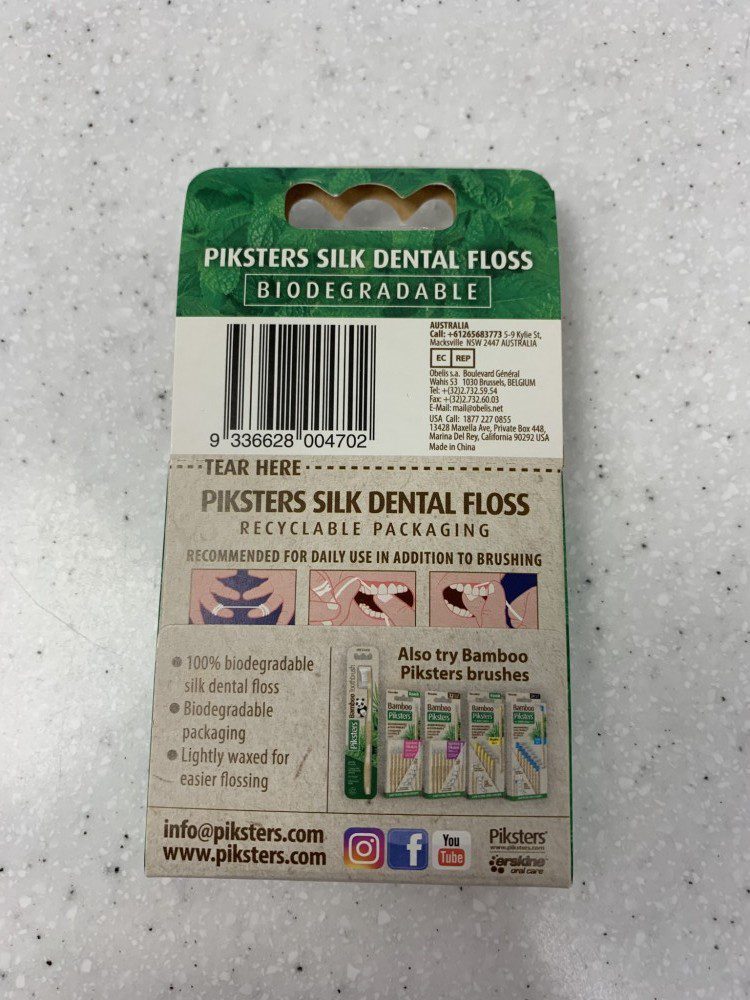 PIKSTERS SILK DENTAL FLOSS
BIODEGRADABLE
9 336628 004702
AUSTRALIA
Call: +61265683773 5-9 Kylie St,
Macksville NSW 2447 AUSTRALIA
EC REP
Obelis s.a. Boulevard Général
Wahis 53 1030 Brussels, BELGIUM
Tel: +(32)2.732.59.54
Fax: +(32)2.732.60.03
E-Mail: mail@obelis.net
USA Call: 1877 227 0855
13428 Maxella Ave, Private Box 448,
Marina Del Rey, California 90292 USA
Made in China
TEAR HERE
PIKSTERS SILK DENTAL FLOSS
RECYCLABLE PACKAGING
RECOMMENDED FOR DAILY USE IN ADDITION TO BRUSHING
100% biodegradable
silk dental floss
Biodegradable
packaging
Lightly waxed for
easier flossing
Also try Bamboo
Piksters brushes
Piksters Bamboo toothbrush
Bamboo
Piksters
Bamboo
Piksters
Bamboo
Piksters
Bamboo
Piksters
info@piksters.com
www.piksters.com
f
You
Tube
Piksters
www.piksters.com
erskine
oral care